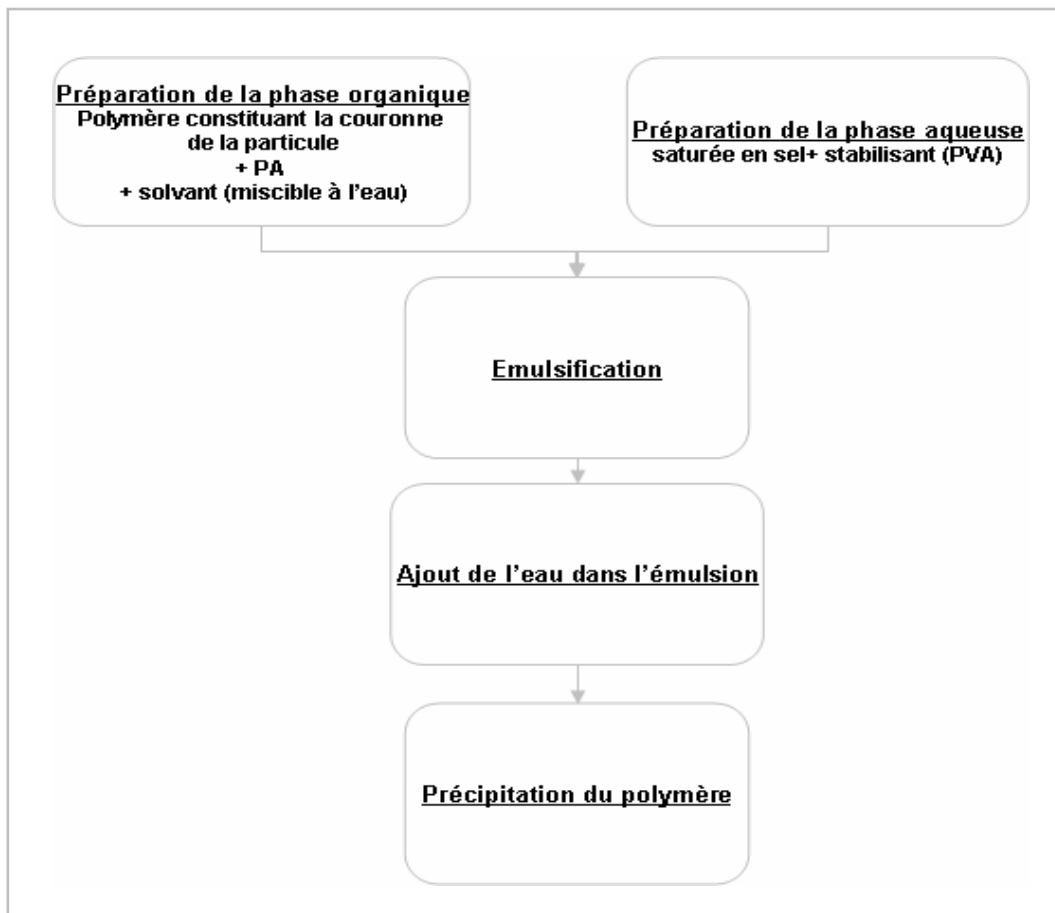 Préparation de la phase organique
Polymère constituant la couronne
de la particule
+ PA
+ solvant (miscible à l'eau)
Préparation de la phase aqueuse
saturée en sel+ stabilisant (PVA)
Emulsification
Ajout de l'eau dans l'émulsion
Précipitation du polymère